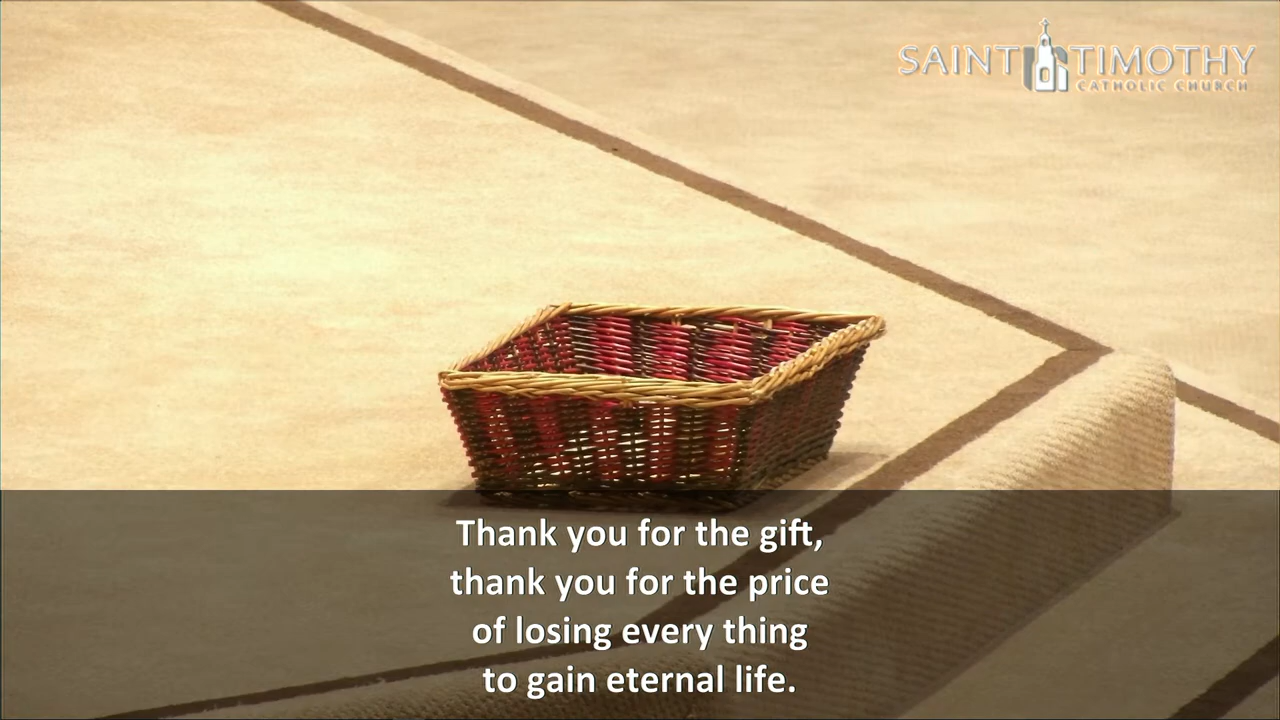 SAINT TIMOTHY
CATHOLIC CHURCH
Thank you for the gift,
thank you for the price
of losing every thing
to gain eternal life.